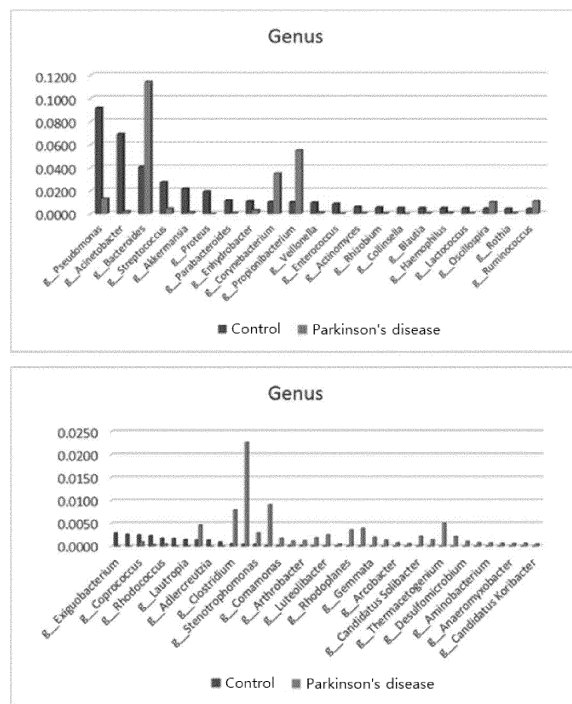 Genus
0.1200
0.1000
0.0800
0.0600
0.0400
0.0200
0.0000
g__Pseudomonas
g__Acinetobacter
g__Bacteroides
g__Streptococcus
g__Akkermansia
g__Proteus
g__Parabacteroides
g__Enhydrobacter
g__Corynebacterium
g__Propionibacterium
g__Veillonella
g__Enterococcus
g__Actinomyces
g__Rhizobium
g__Collinsella
g__Blautia
g__Haemophilus
g__Lactococcus
g__Oscillospira
g__Rothia
g__Ruminococcus
Control Parkinson's disease
Genus
0.0250
0.0200
0.0150
0.0100
0.0050
0.0000
g__Exiguobacterium
g__Coprococcus
g__Rhodococcus
g__Lautropia
g__Adlercreutzia
g__Clostridium
g__Stenotrophomonas
g__Comamonas
g__Arthrobacter
g__Luteolibacter
g__Rhodoplanes
g__Gemmata
g__Arcobacter
g__Candidatus Solibacter
g__Thermacetogenium
g__Desulfomicrobium
g__Aminobacterium
g__Anaeromyxobacter
g__Candidatus Koribacter
Control Parkinson's disease